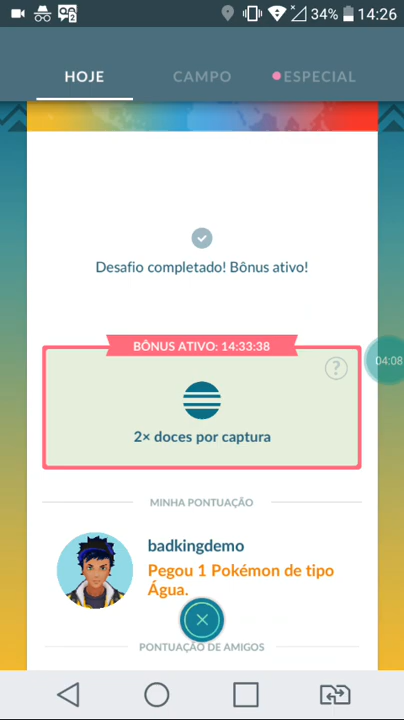 34% 14:26
HOJE CAMPO ESPECIAL
Desafio completado! Bônus ativo!
BÔNUS ATIVO: 14:33:38
?
04:08
2× doces por captura
MINHA PONTUAÇÃO
badkingdemo
Pegou 1 Pokémon de tipo
Água.
PONTUAÇÃO DE AMIGOS